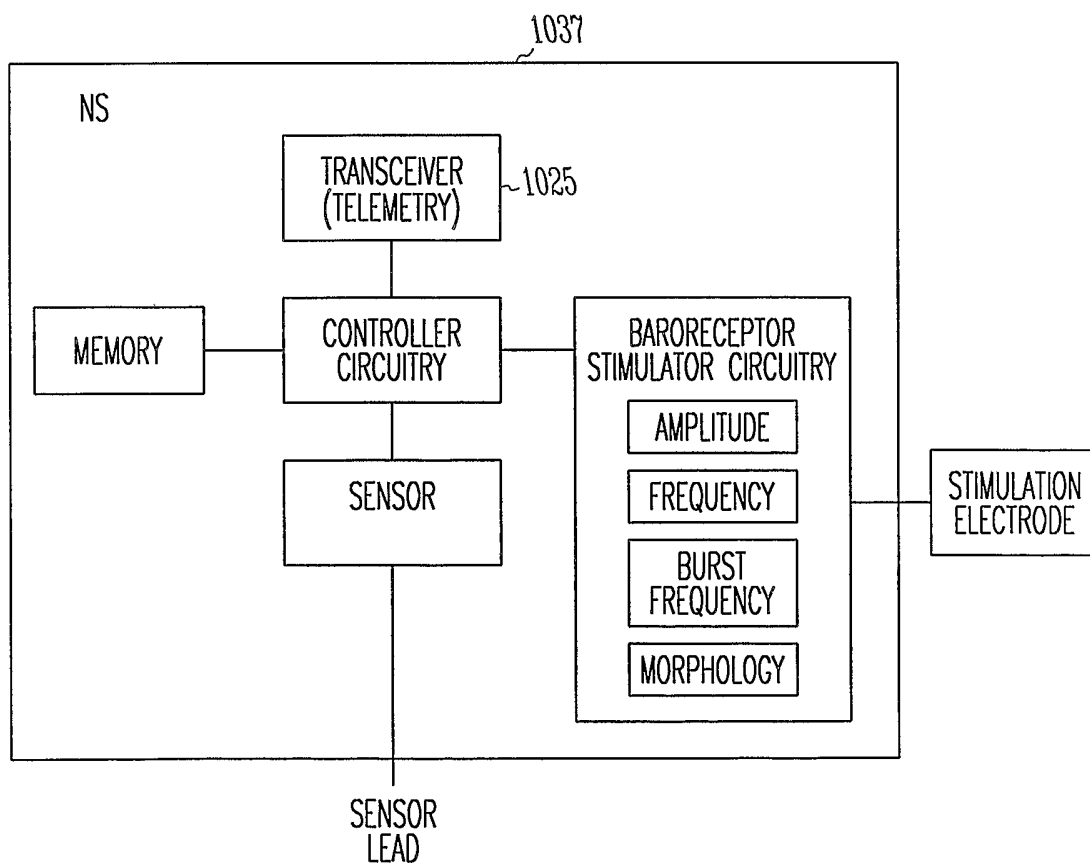 1037
NS
TRANSCEIVER
(TELEMETRY)
1025
MEMORY
CONTROLLER
CIRCUITRY
BARORECEPTOR
STIMULATOR CIRCUITRY
AMPLITUDE
FREQUENCY
BURST
FREQUENCY
MORPHOLOGY
SENSOR
STIMULATION
ELECTRODE
SENSOR
LEAD